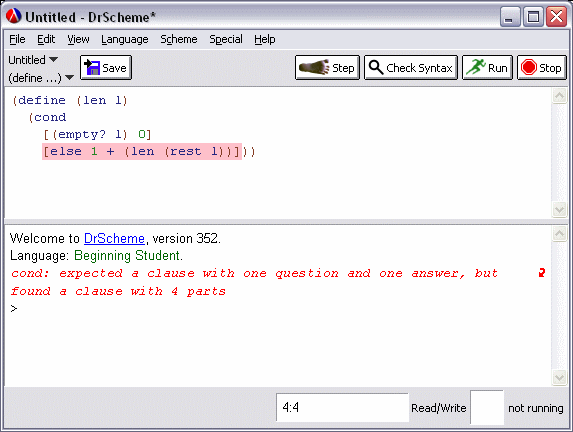 Untitled - DrScheme*
File Edit View Language Scheme Special Help
Untitled
(define ...)
Save
Step
Check Syntax
Run
Stop
(define (len l)
(cond
[(empty? l) 0]
[else 1 + (len (rest l))]))
Welcome to DrScheme, version 352.
Language: Beginning Student.
cond: expected a clause with one question and one answer, but
found a clause with 4 parts
>
4:4
Read/Write
not running